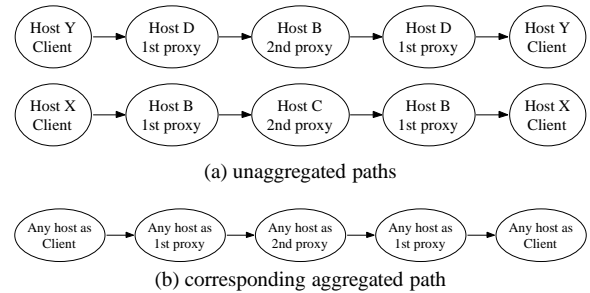 Host Y Host D Host B Host D Host Y
Client 1st proxy 2nd proxy 1st proxy Client
Host X Host B Host C Host B Host X
Client 1st proxy 2nd proxy 1st proxy Client
(a) unaggregated paths
Any host as Any host as Any host as Any host as Any host as
Client 1st proxy 2nd proxy 1st proxy Client
(b) corresponding aggregated path